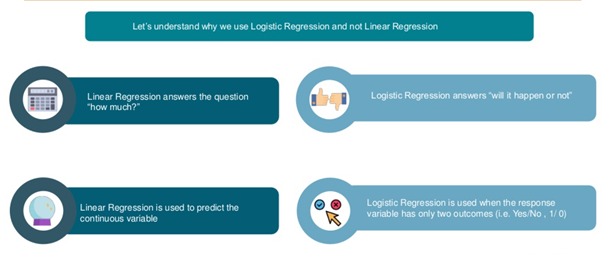 Let's understand why we use Logistic Regression and not Linear Regression
Linear Regression answers the question
"how much?"
Logistic Regression answers "will it happen or not"
Linear Regression is used to predict the
continuous variable
Logistic Regression is used when the response
variable has only two outcomes (i.e. Yes/No , 1/ 0)